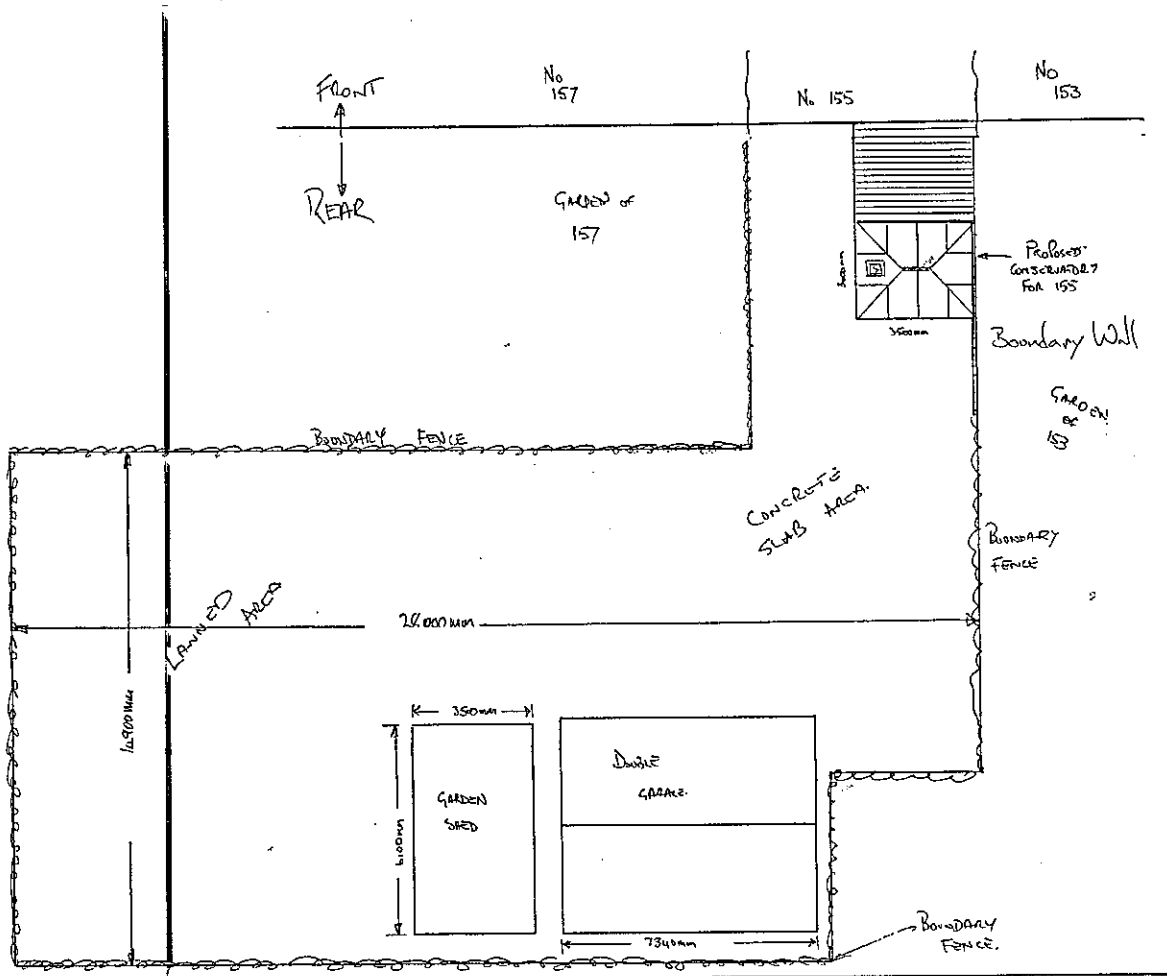 FRONT
REAR
No
157
No 155
No
153
GARDEN of
157
3000mm
3500mm
PROPOSED
CONSERVATORY
FOR 155
Boundary Wall
GARDEN
of
153
BOUNDARY FENCE
CONCRETE
SLAB AREA.
BOUNDARY
FENCE
LAWNED AREA
28000mm
14900mm
350mm
6100mm
GARDEN
SHED
DOUBLE
GARAGE.
7340mm
BOUNDARY
FENCE.